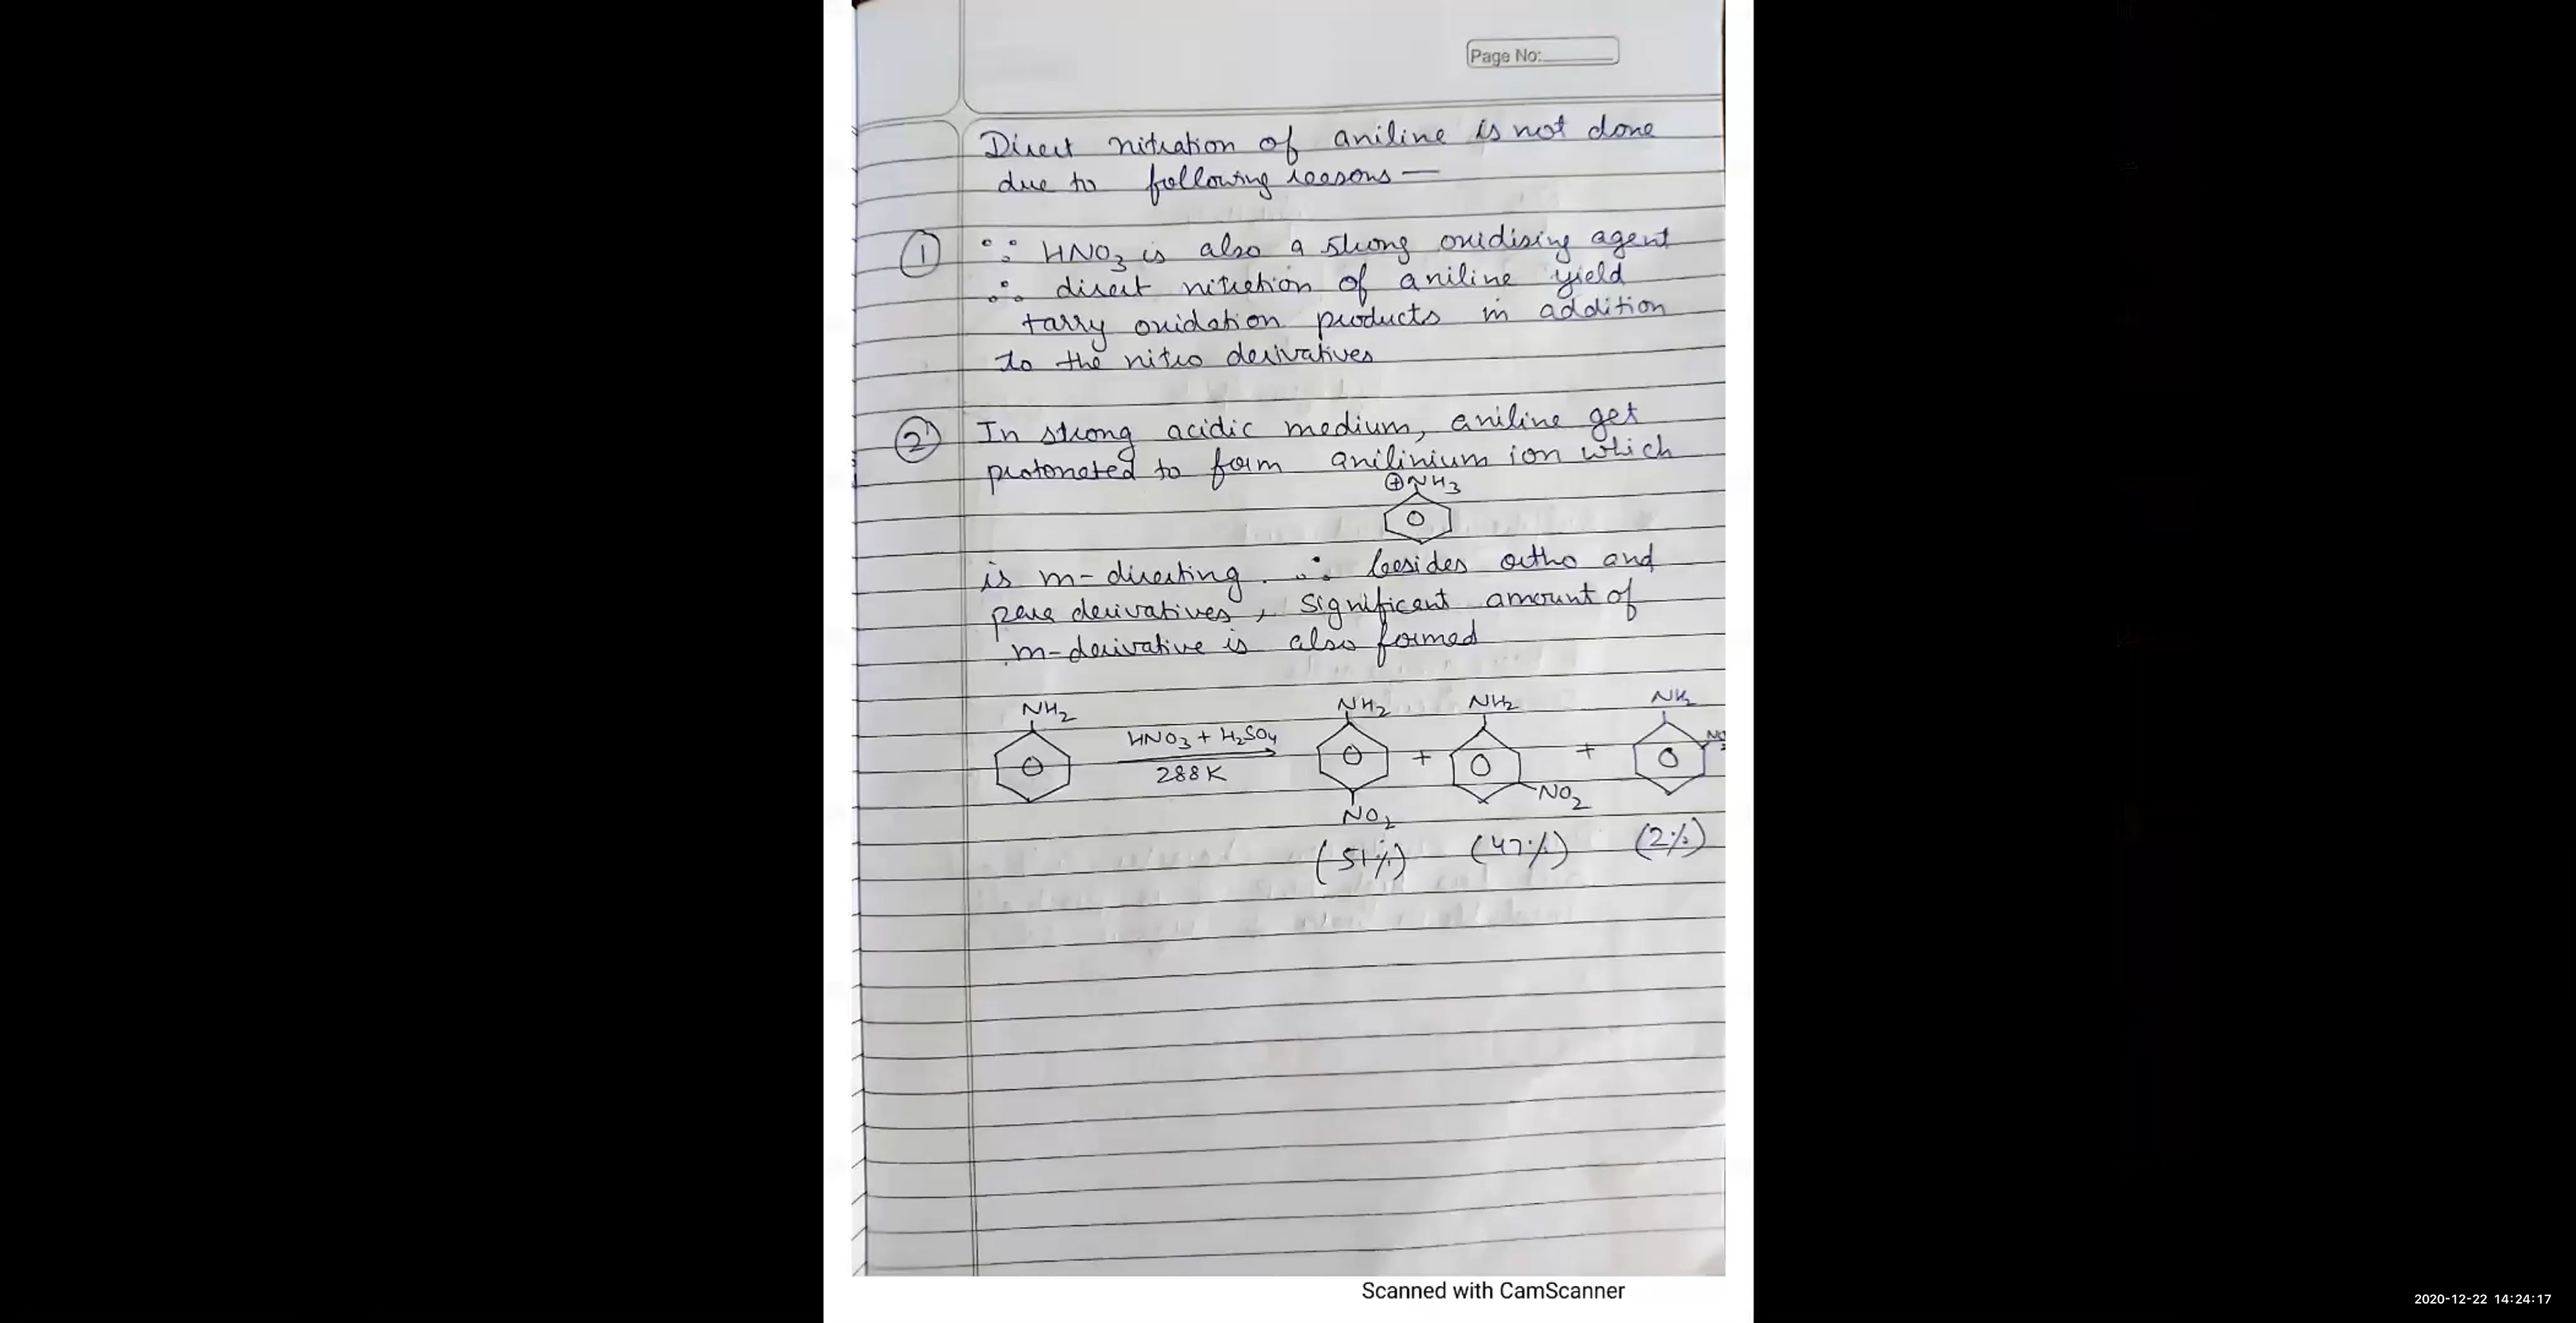 Page No:
Direct nitration of aniline is not done
due to following reasons —
① ∵ HNO3 is also a strong oxidising agent
∴ direct nitration of aniline yield
tarry oxidation products in addition
to the nitro derivatives
② In strong acidic medium, aniline get
protonated to form anilinium ion which
⊕NH3
is m-directing. ∴ besides ortho and
para derivatives, significant amount of
m-derivative is also formed
NH2 NH2 NH2 NH2
HNO3 + H2SO4
288K
+ +
NO2 NO2 NO2
(51%) (47%) (2%)
Scanned with CamScanner
2020-12-22 14:24:17